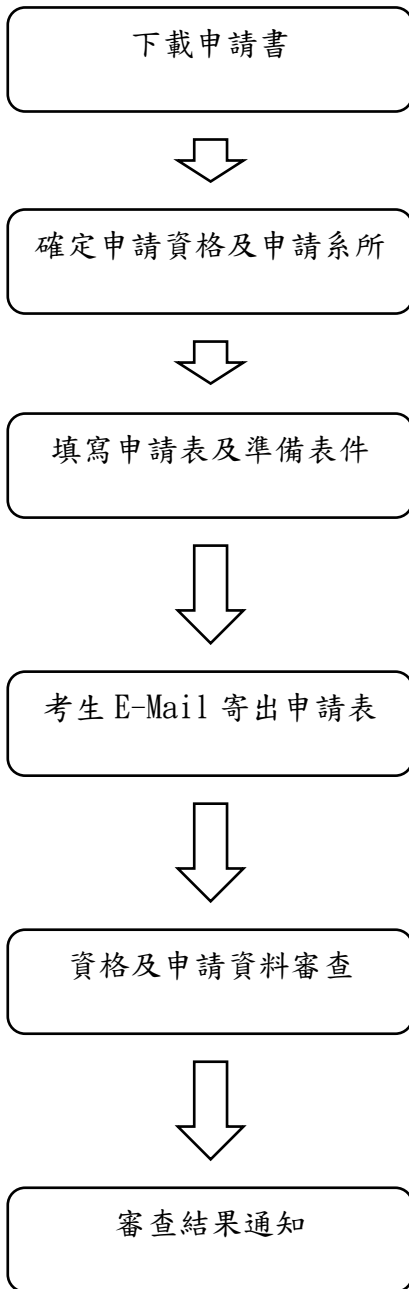 下載申請書
確定申請資格及申請系所
填寫申請表及準備表件
考生 E-Mail 寄出申請表
資格及申請資料審查
審查結果通知